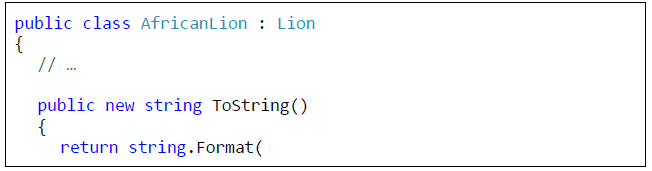 public class AfricanLion : Lion
{
// …
public new string ToString()
{
return string.Format(